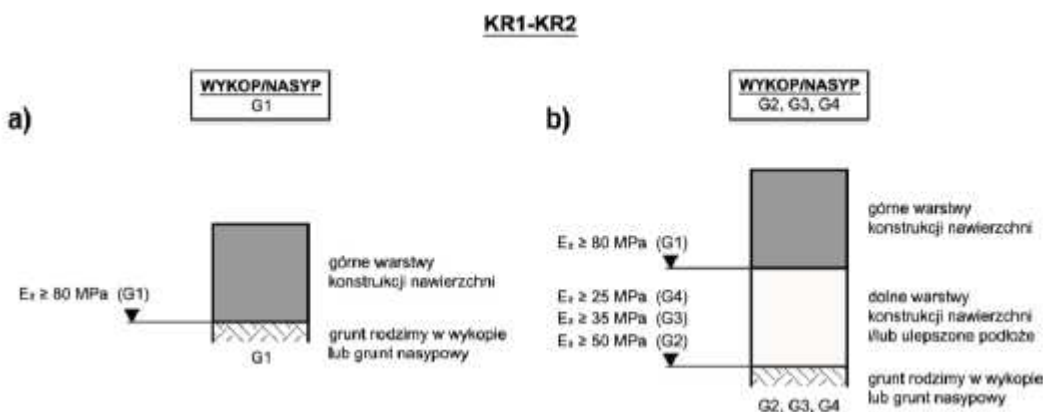 KR1-KR2
a)
WYKOP/NASYP
G1
E₂ ≥ 80 MPa (G1)
górne warstwy
konstruikcji nawierzchni
grunt rodzimy w wykopie
lub grunt nasypowy
G1
b)
WYKOP/NASYP
G2, G3, G4
górne warstwy
konstrukcji nawierzchni
E₂ ≥ 80 MPa (G1)
E₂ ≥ 25 MPa (G4)
E₂ ≥ 35 MPa (G3)
E₂ ≥ 50 MPa (G2)
dolne warstwy
konstrukcji nawierzchni
i/lub ulepszone podłoże
grunt rodzimy w wykopie
lub grunt nasypowy
G2, G3, G4